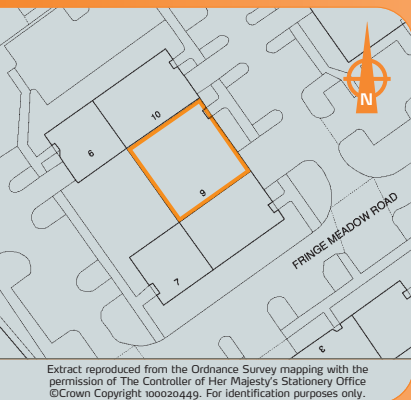 10
6
9
7
N
FRINGE MEADOW ROAD
3
Extract reproduced from the Ordnance Survey mapping with the
permission of The Controller of Her Majesty's Stationery Office
©Crown Copyright 100020449. For identification purposes only.